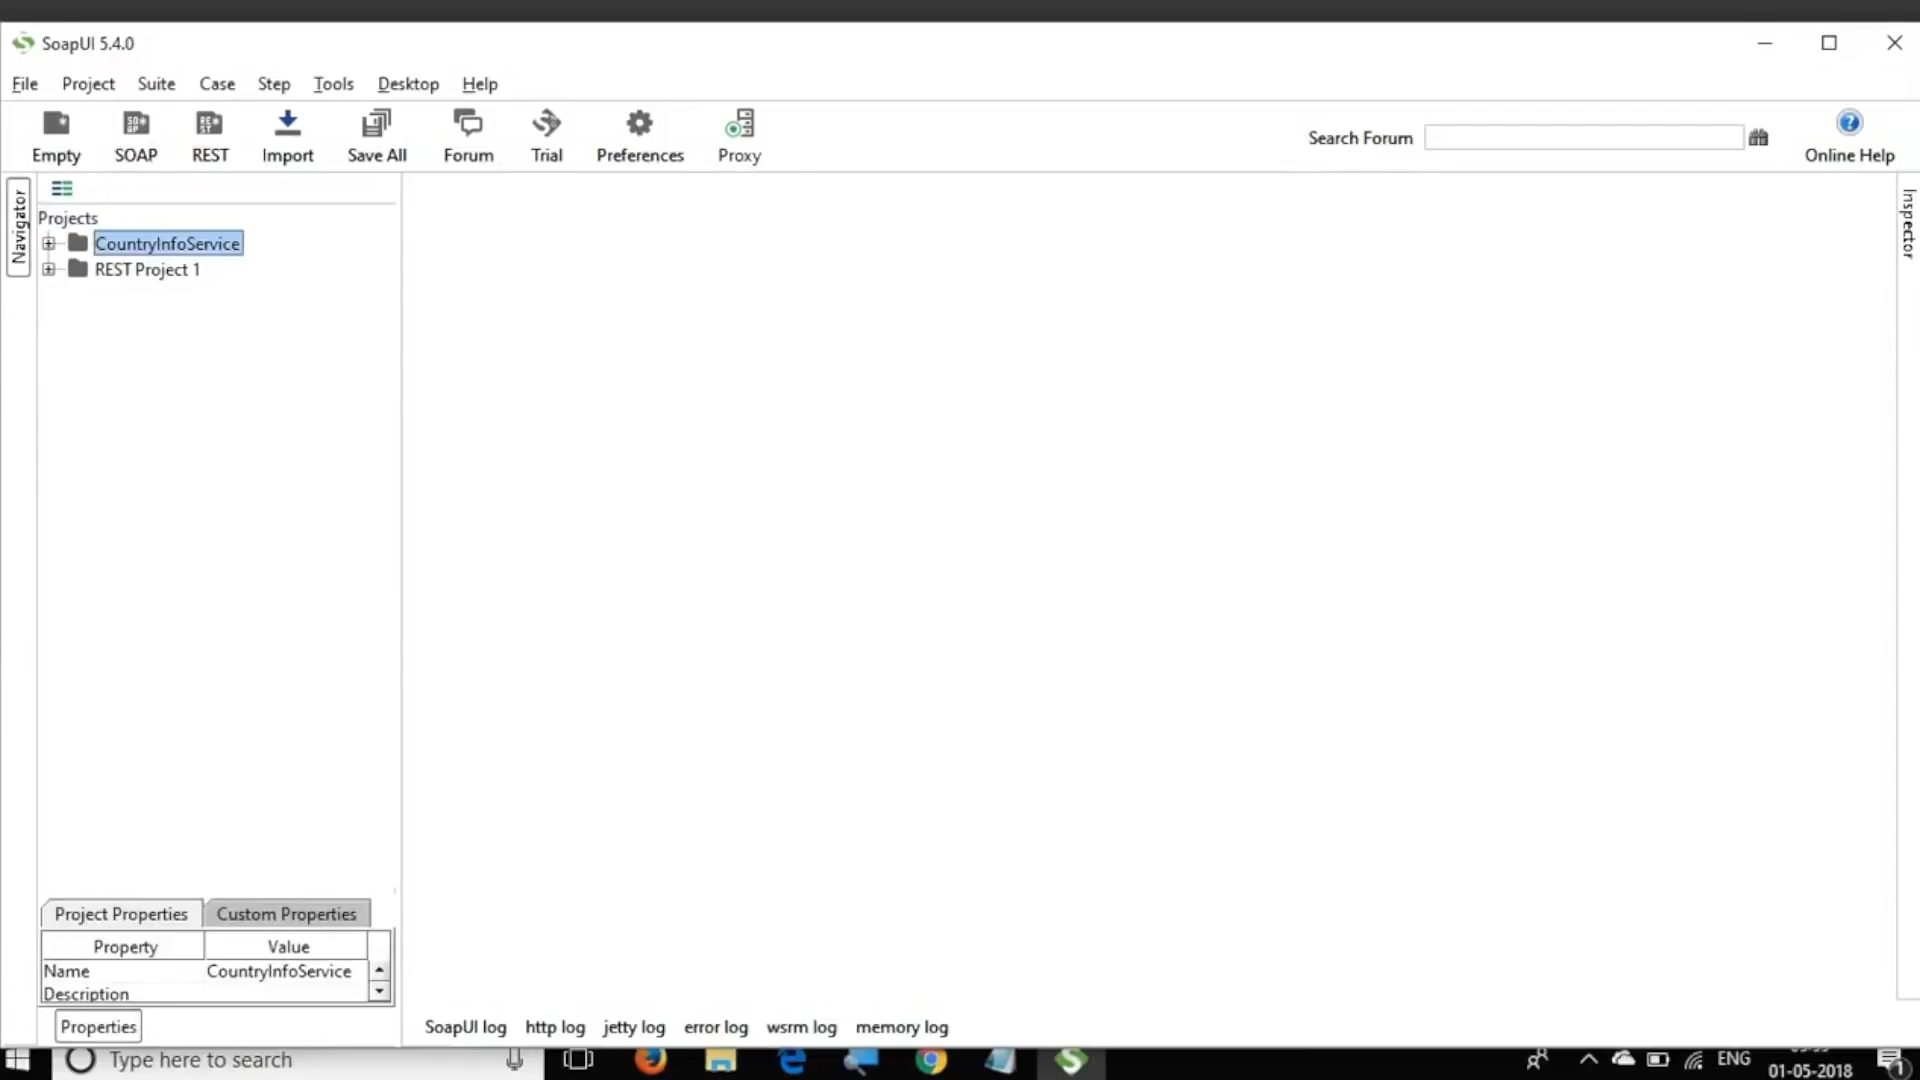 SoapUI 5.4.0
File Project Suite Case Step Tools Desktop Help
Empty SOAP REST Import Save All Forum Trial Preferences Proxy Search Forum Online Help
Navigator
Inspector
Projects
CountryInfoService
REST Project 1
Project Properties Custom Properties
Property Value
Name CountryInfoService
Description
Properties
SoapUI log http log jetty log error log wsrm log memory log
Type here to search ENG
01-05-2018
1